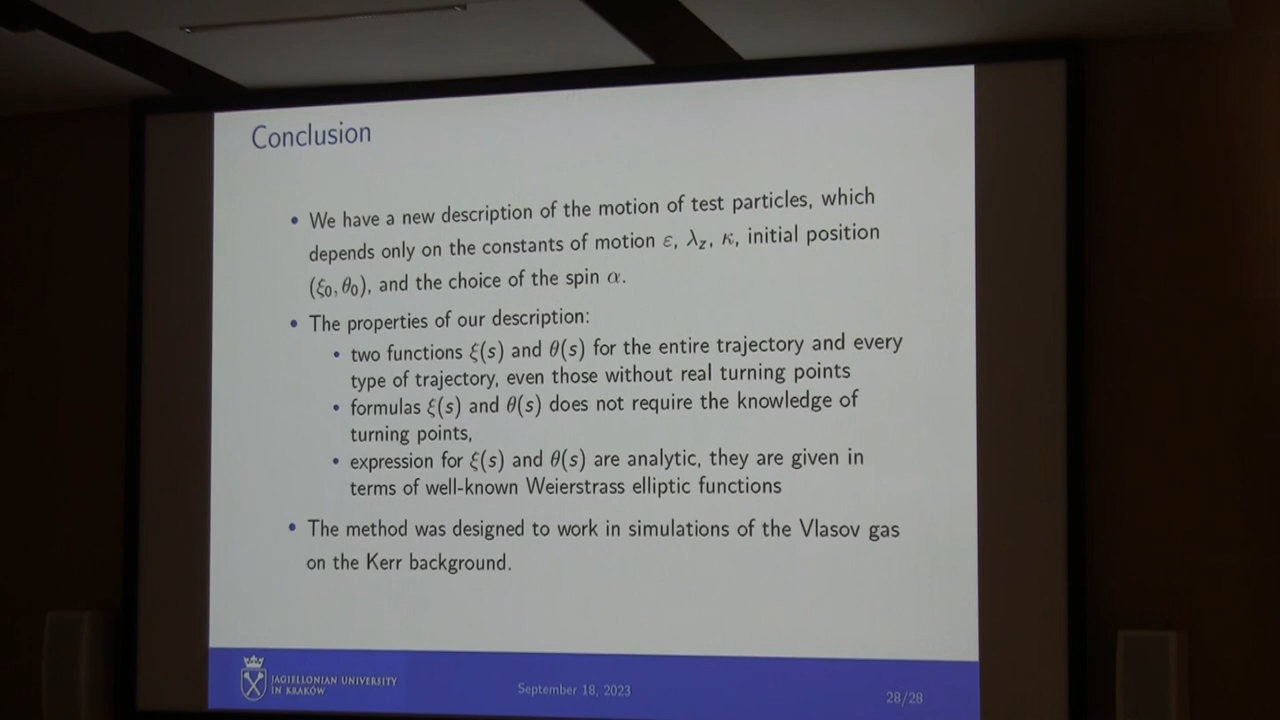 Conclusion
• We have a new description of the motion of test particles, which
depends only on the constants of motion ε, λz, κ, initial position
(ξ0, θ0), and the choice of the spin α.
• The properties of our description:
• two functions ξ(s) and θ(s) for the entire trajectory and every
type of trajectory, even those without real turning points
• formulas ξ(s) and θ(s) does not require the knowledge of
turning points,
• expression for ξ(s) and θ(s) are analytic, they are given in
terms of well-known Weierstrass elliptic functions
• The method was designed to work in simulations of the Vlasov gas
on the Kerr background.
JAGIELLONIAN UNIVERSITY
IN KRAKÓW
September 18, 2023
28/28